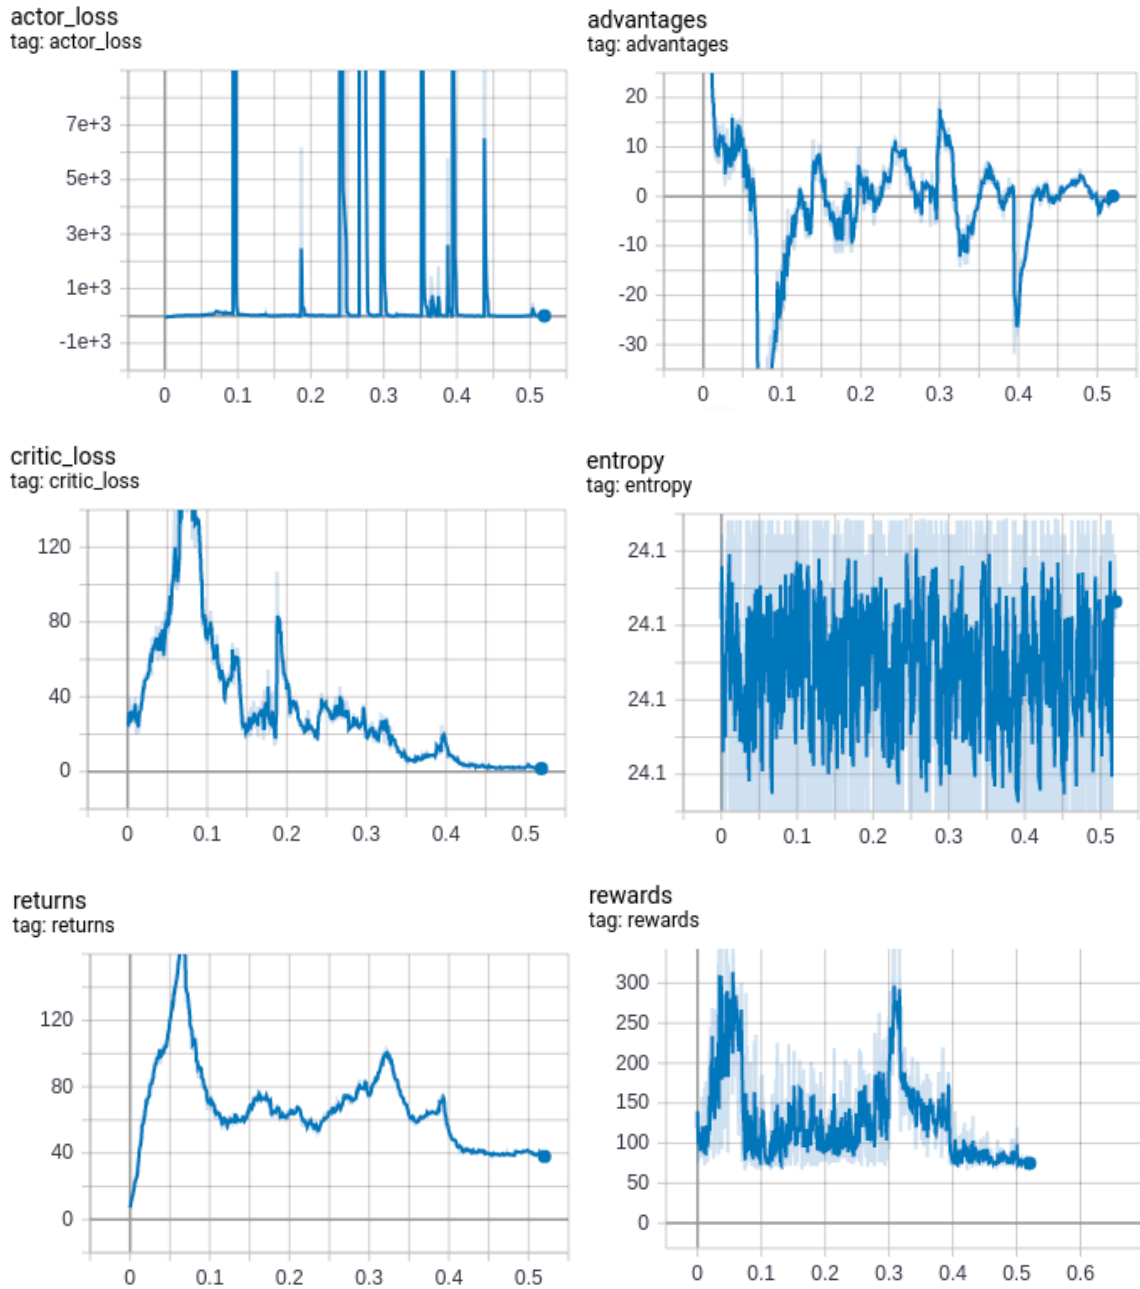 actor_loss
tag: actor_loss
7e+3
5e+3
3e+3
1e+3
-1e+3
0 0.1 0.2 0.3 0.4 0.5
advantages
tag: advantages
20
10
0
-10
-20
-30
0 0.1 0.2 0.3 0.4 0.5
critic_loss
tag: critic_loss
120
80
40
0
0 0.1 0.2 0.3 0.4 0.5
entropy
tag: entropy
24.1
24.1
24.1
24.1
0 0.1 0.2 0.3 0.4 0.5
returns
tag: returns
120
80
40
0
0 0.1 0.2 0.3 0.4 0.5
rewards
tag: rewards
300
250
200
150
100
50
0
0 0.1 0.2 0.3 0.4 0.5 0.6